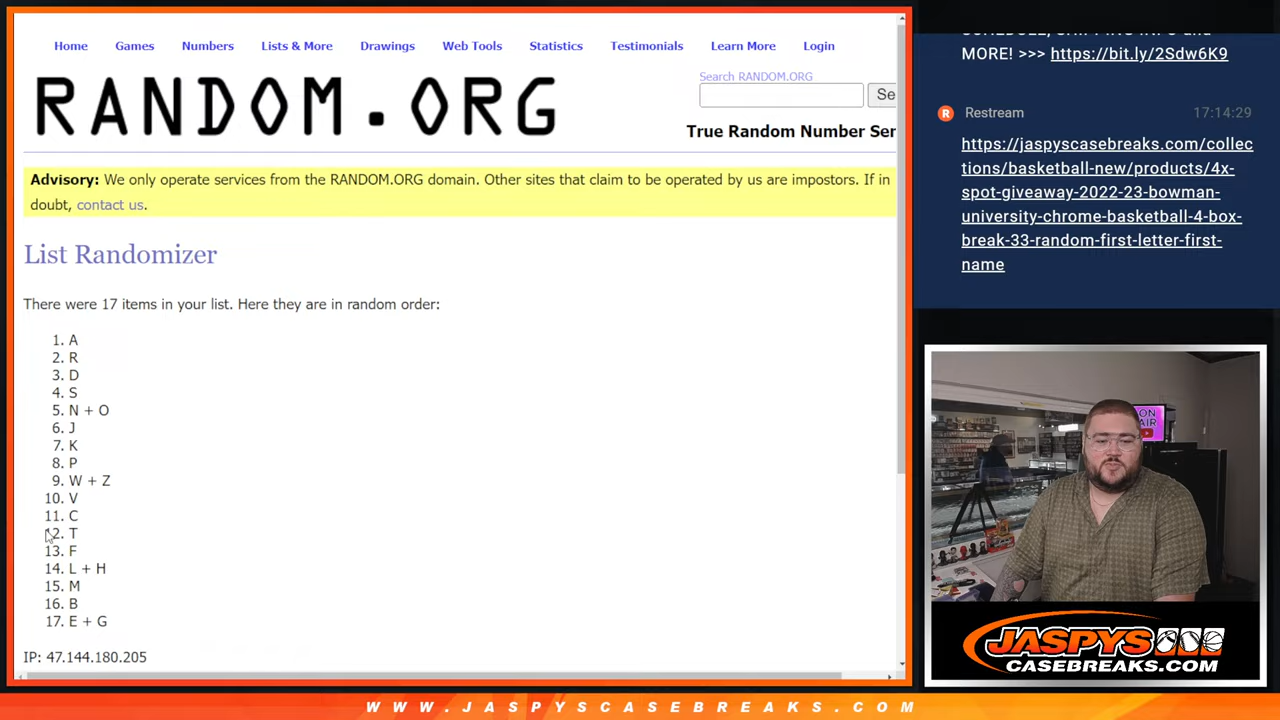 Home Games Numbers Lists & More Drawings Web Tools Statistics Testimonials Learn More Login
RANDOM.ORG
Search RANDOM.ORG
Se
True Random Number Ser
Advisory: We only operate services from the RANDOM.ORG domain. Other sites that claim to be operated by us are impostors. If in
doubt, contact us.
List Randomizer
There were 17 items in your list. Here they are in random order:
1. A
2. R
3. D
4. S
5. N + O
6. J
7. K
8. P
9. W + Z
10. V
11. C
12. T
13. F
14. L + H
15. M
16. B
17. E + G
IP: 47.144.180.205
MORE! >>> https://bit.ly/2Sdw6K9
R Restream 17:14:29
https://jaspyscasebreaks.com/collec
tions/basketball-new/products/4x-
spot-giveaway-2022-23-bowman-
university-chrome-basketball-4-box-
break-33-random-first-letter-first-
name
ON
AIR
JASPYS
CASEBREAKS.COM
WWW.JASPYSCASEBREAKS.COM